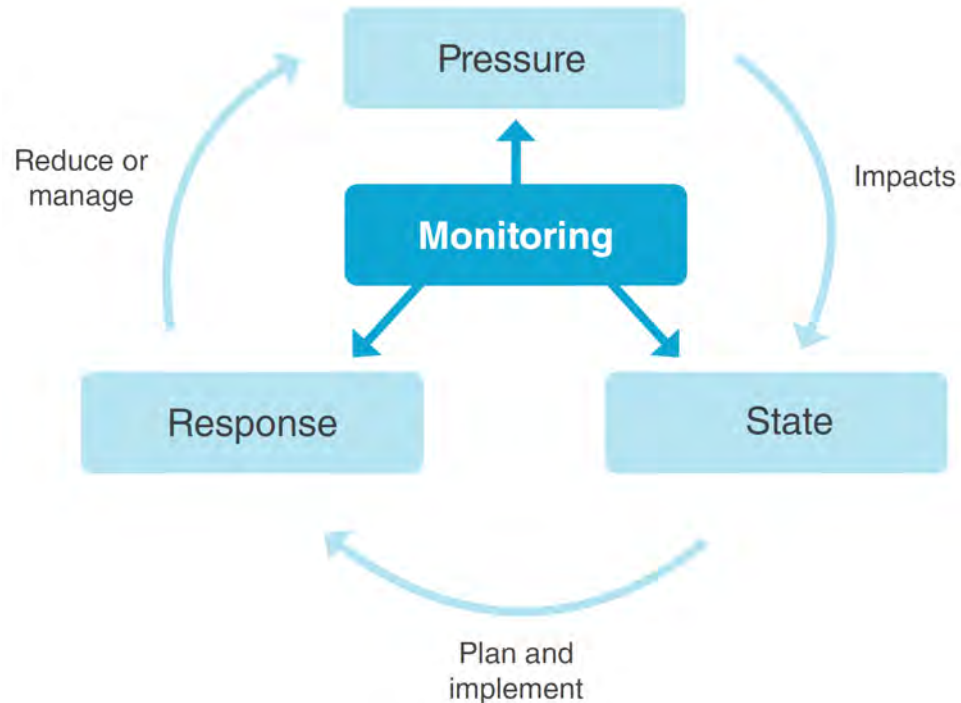 Pressure
Reduce or
manage
Impacts
Monitoring
Response
State
Plan and
implement